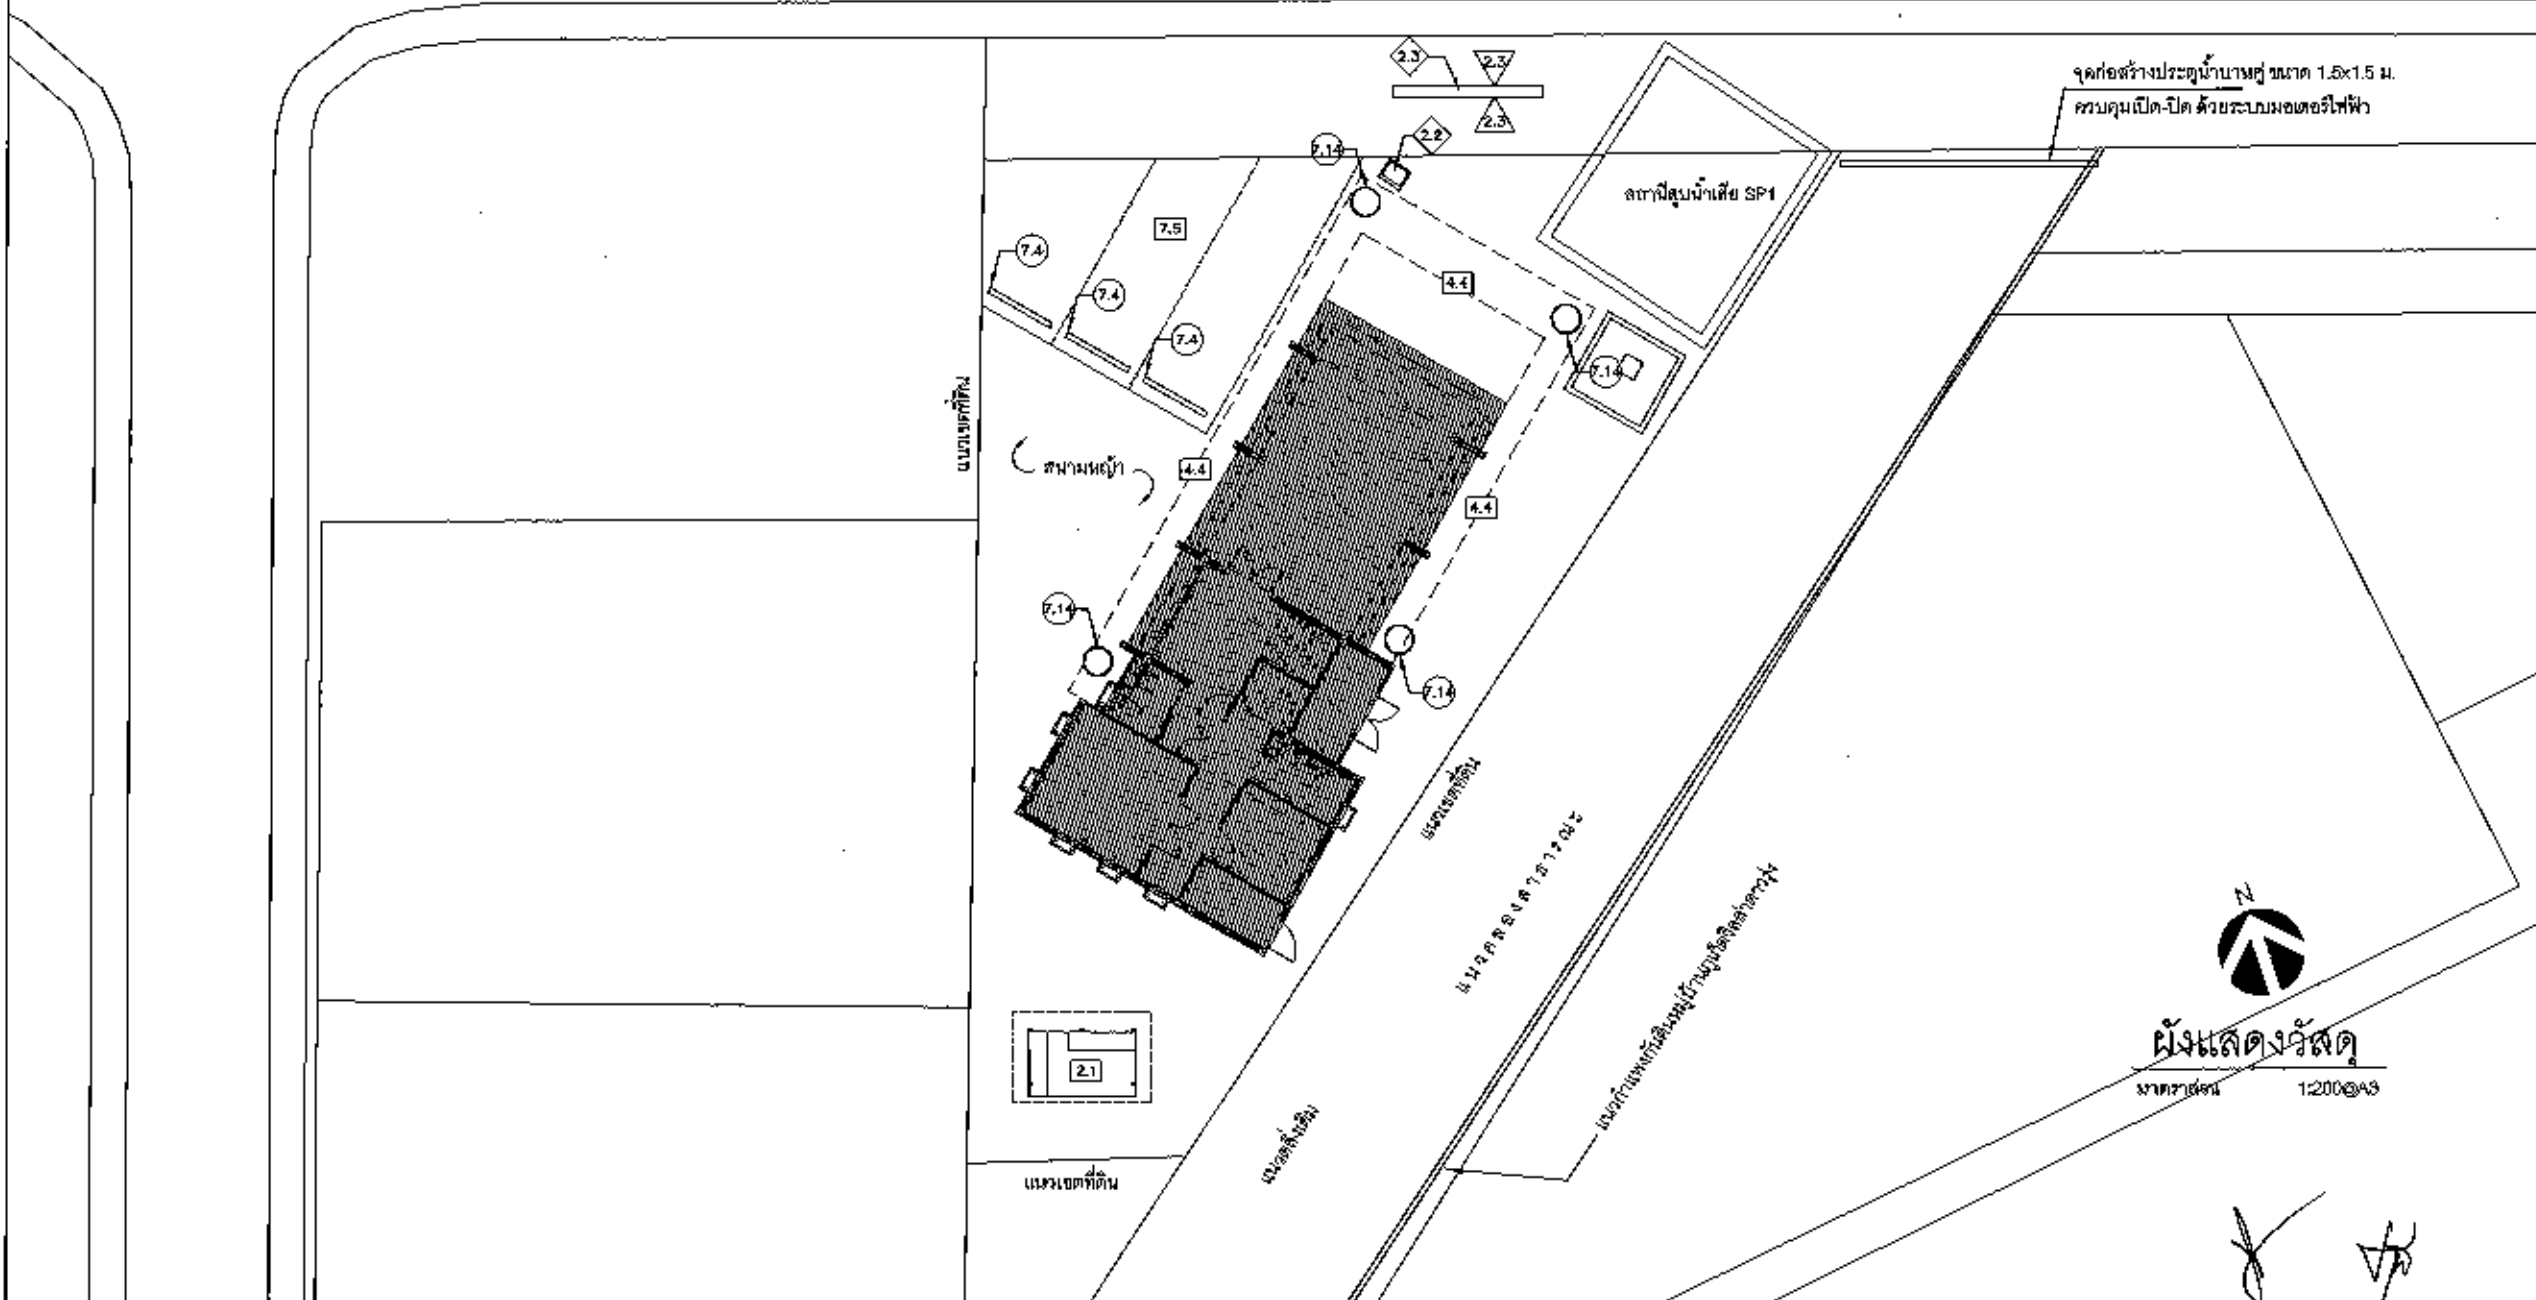 2.3
2.3
จุดก่อสร้างประตูน้ำบานคู่ ขนาด 1.5x1.5 ม.
ควบคุมเปิด-ปิด ด้วยระบบมอเตอร์ไฟฟ้า
2.3
2.2
7.14
สถานีสูบน้ำเสีย SP1
7.5
7.4
4.4
7.4
7.4
7.14
แนวเขตที่ดิน
สนามหญ้า
4.4
4.4
7.14
7.14
แนวเขตที่ดิน
แนวคลองสาธารณะ
N
ผังแสดงวัสดุ
มาตราส่วน 1:200@A3
2.1
แนวตลิ่งเดิม
แนวเขตที่ดิน